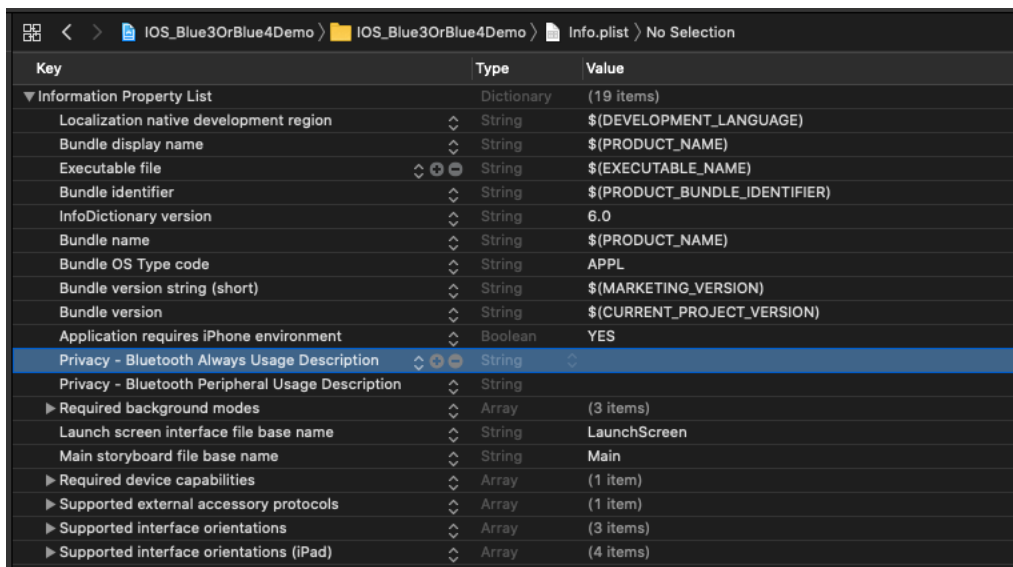 IOS_Blue3OrBlue4Demo IOS_Blue3OrBlue4Demo Info.plist No Selection
Key Type Value
Information Property List Dictionary (19 items)
Localization native development region String $(DEVELOPMENT_LANGUAGE)
Bundle display name String $(PRODUCT_NAME)
Executable file String $(EXECUTABLE_NAME)
Bundle identifier String $(PRODUCT_BUNDLE_IDENTIFIER)
InfoDictionary version String 6.0
Bundle name String $(PRODUCT_NAME)
Bundle OS Type code String APPL
Bundle version string (short) String $(MARKETING_VERSION)
Bundle version String $(CURRENT_PROJECT_VERSION)
Application requires iPhone environment Boolean YES
Privacy - Bluetooth Always Usage Description String
Privacy - Bluetooth Peripheral Usage Description String
Required background modes Array (3 items)
Launch screen interface file base name String LaunchScreen
Main storyboard file base name String Main
Required device capabilities Array (1 item)
Supported external accessory protocols Array (1 item)
Supported interface orientations Array (3 items)
Supported interface orientations (iPad) Array (4 items)